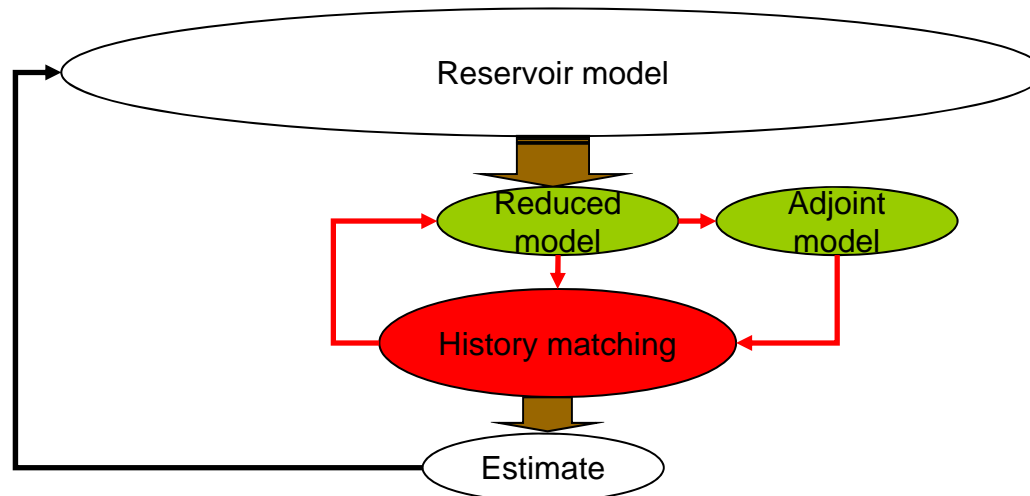 Reservoir model
Reduced
model
Adjoint
model
History matching
Estimate